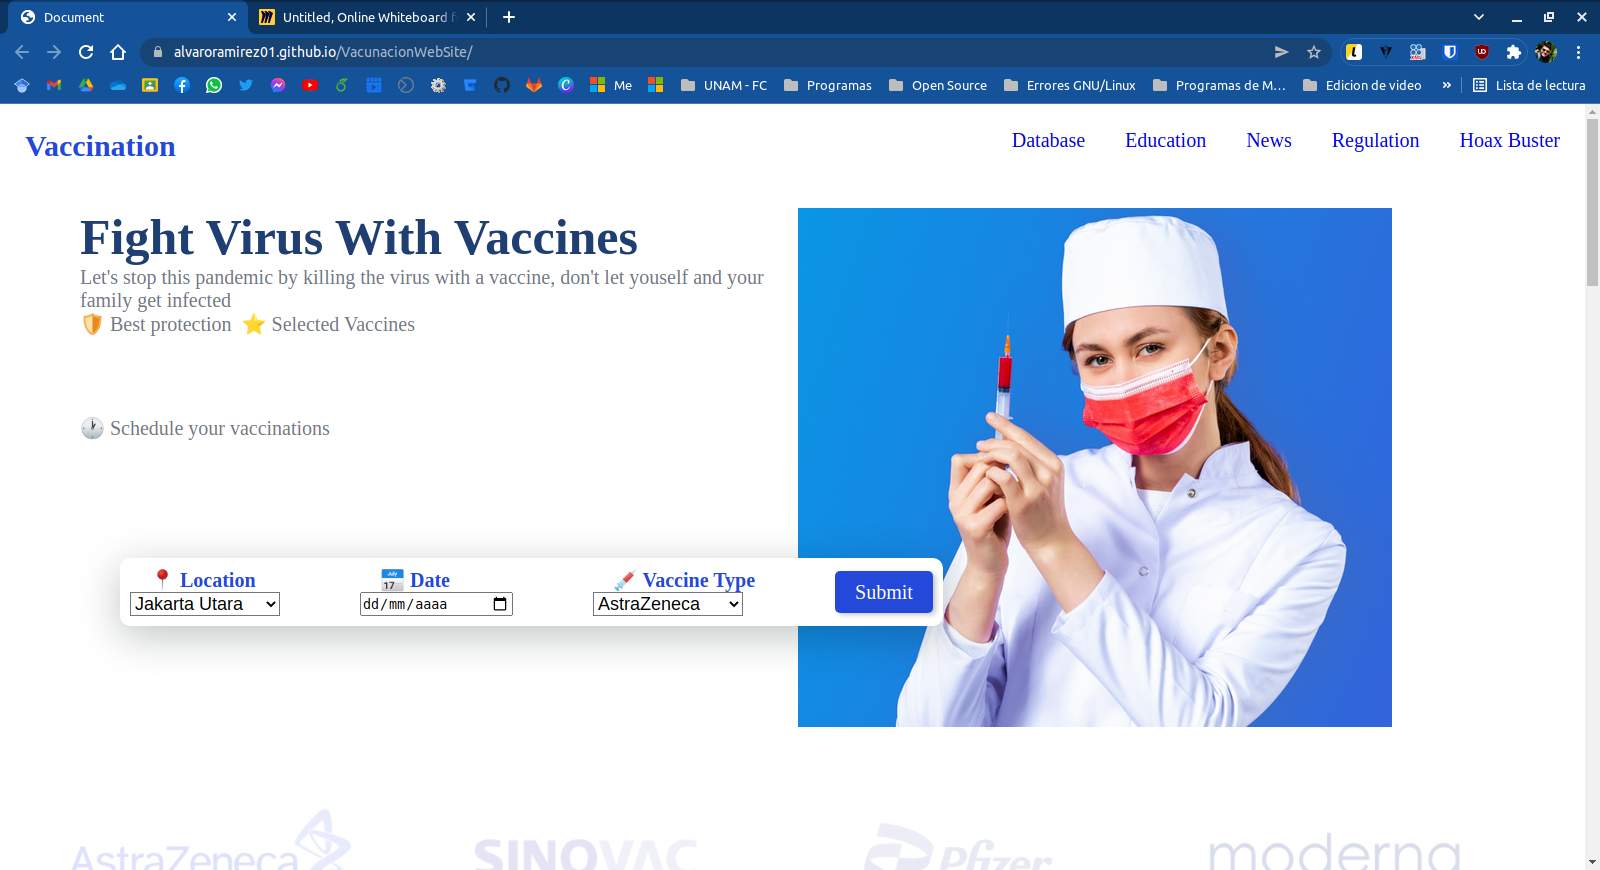 Document
Untitled, Online Whiteboard f
alvaroramirez01.github.io/VacunacionWebSite/
Me
UNAM - FC
Programas
Open Source
Errores GNU/Linux
Programas de M...
Edicion de video
»
Lista de lectura
Vaccination
Database
Education
News
Regulation
Hoax Buster
Fight Virus With Vaccines
Let's stop this pandemic by killing the virus with a vaccine, don't let youself and your
family get infected
Best protection
Selected Vaccines
Schedule your vaccinations
Location
Date
Vaccine Type
Jakarta Utara
dd/mm/aaaa
AstraZeneca
Submit
AstraZeneca
SINOVAC
Pfizer
moderna